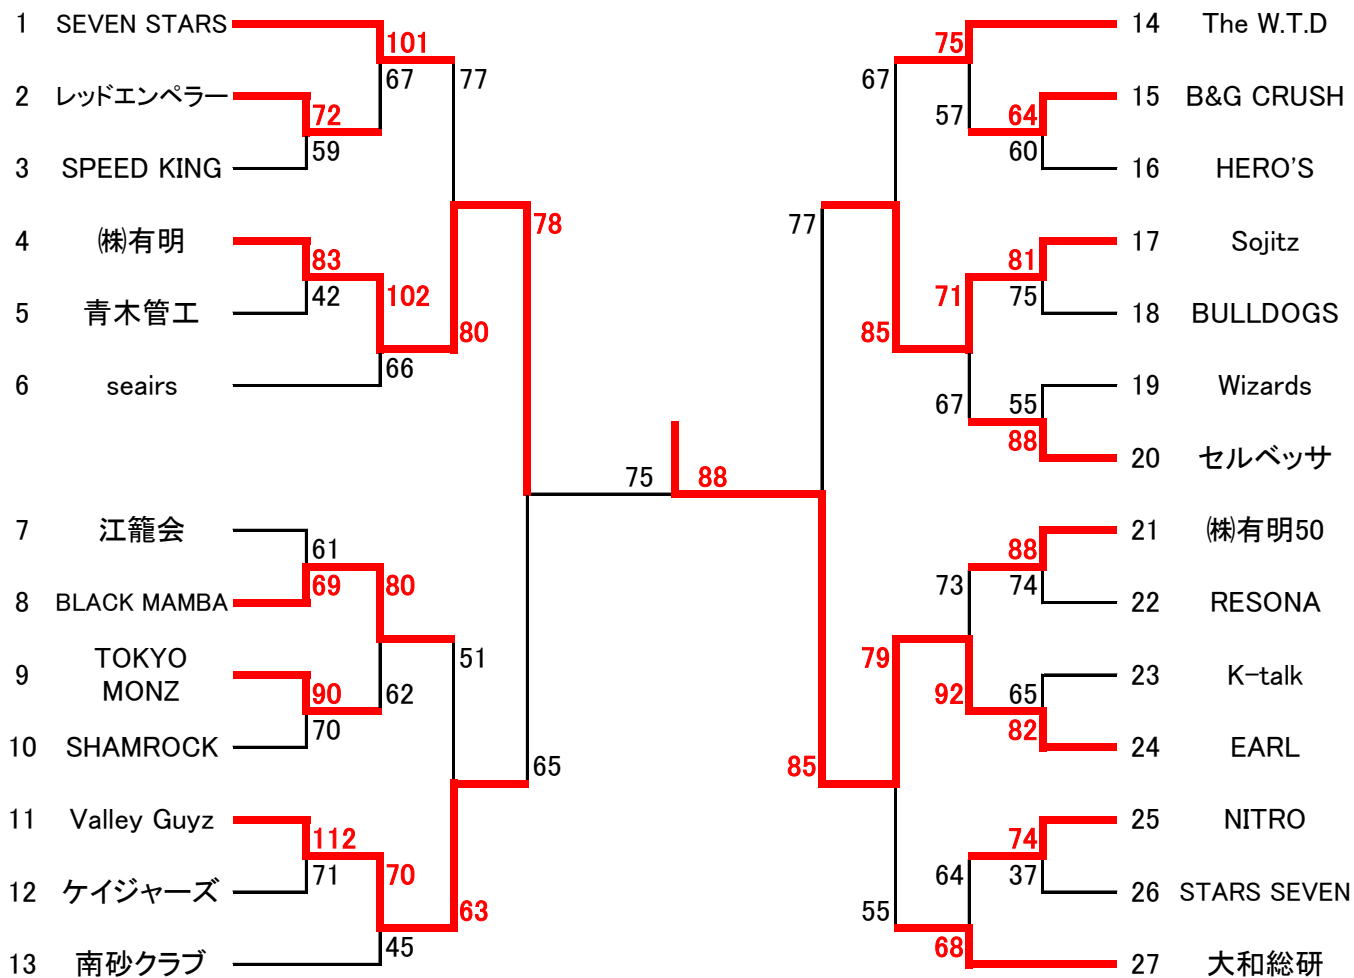 1 SEVEN STARS
101
67
77
2 レッドエンペラー
72
59
3 SPEED KING
78
4 ㈱有明
83
42
102
5 青木管工
80
66
6 seairs
75
7 江籠会
61
69
80
8 BLACK MAMBA
51
9 TOKYO
MONZ
90
70
62
10 SHAMROCK
65
11 Valley Guyz
112
71
70
12 ケイジャーズ
63
45
13 南砂クラブ
88
14 The W.T.D
75
67
57
15 B&G CRUSH
64
60
16 HERO'S
77
17 Sojitz
81
75
71
18 BULLDOGS
85
67
19 Wizards
55
88
20 セルベッサ
21 ㈱有明50
88
74
73
22 RESONA
79
23 K-talk
92
65
82
24 EARL
85
25 NITRO
74
37
64
26 STARS SEVEN
55
68
27 大和総研